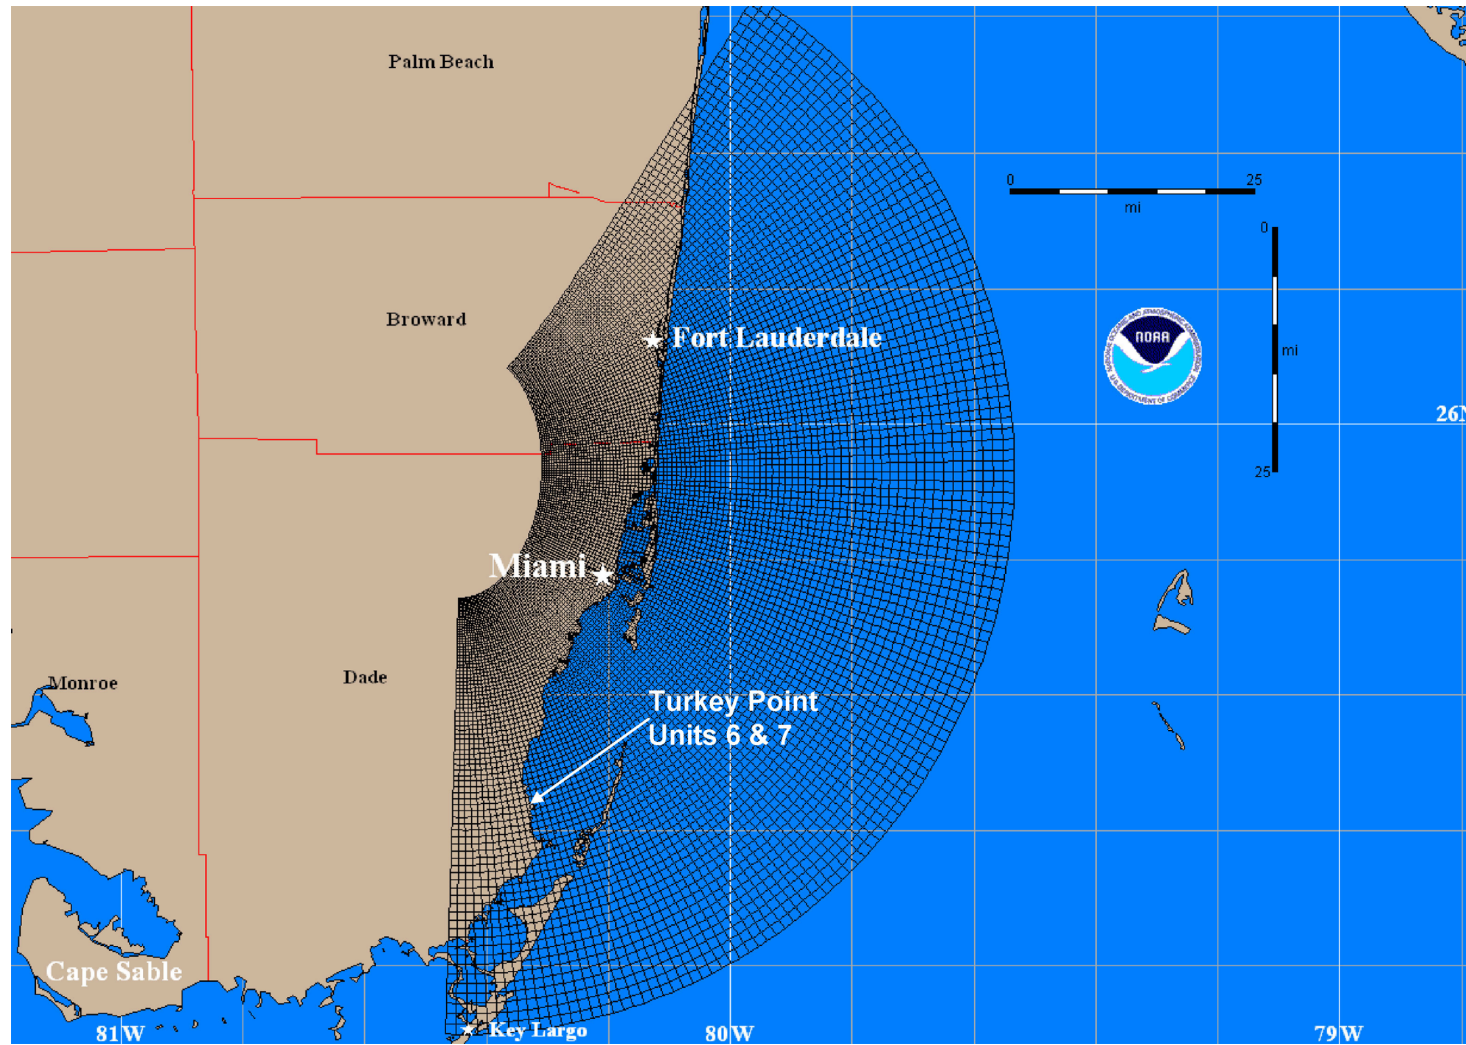 Palm Beach
0 25
mi
0
Broward
Fort Lauderdale
NOAA
mi
26N
25
Miami
Monroe
Dade
Turkey Point
Units 6 & 7
Cape Sable
81W
Key Largo
80W
79W